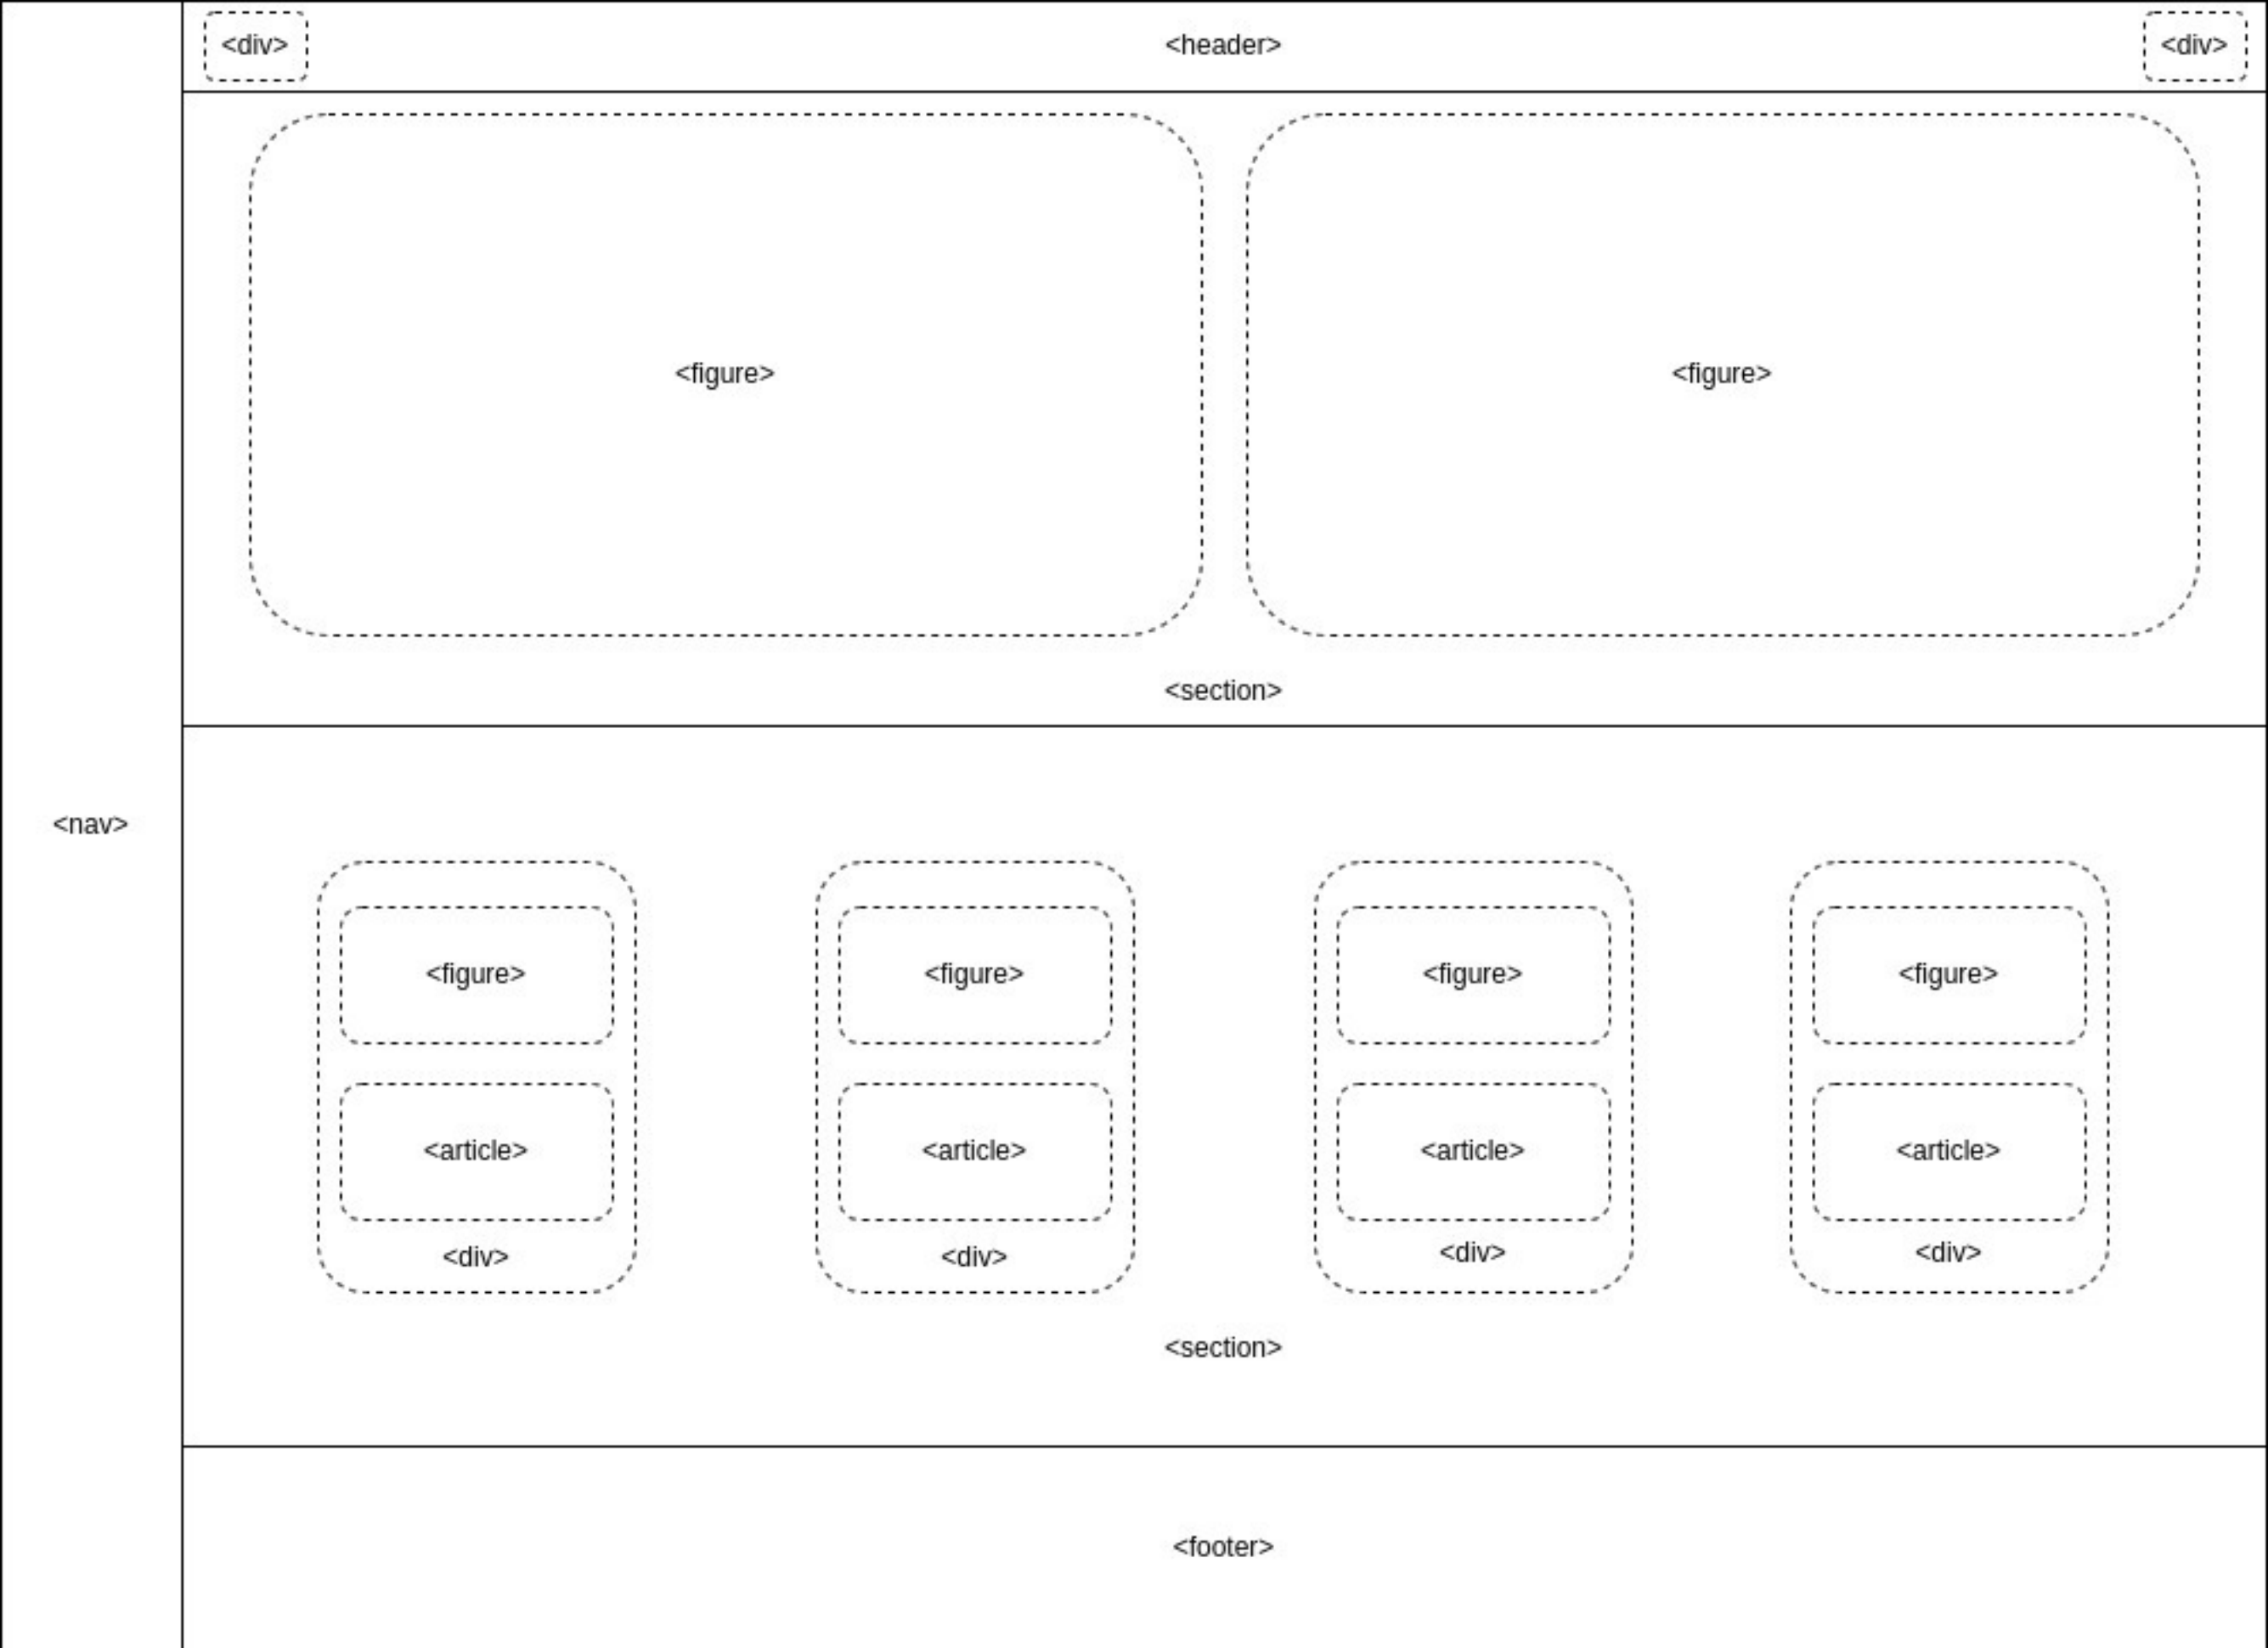 <div>
<header>
<div>
<figure>
<figure>
<section>
<nav>
<figure>
<figure>
<figure>
<figure>
<article>
<article>
<article>
<article>
<div>
<div>
<div>
<div>
<section>
<footer>